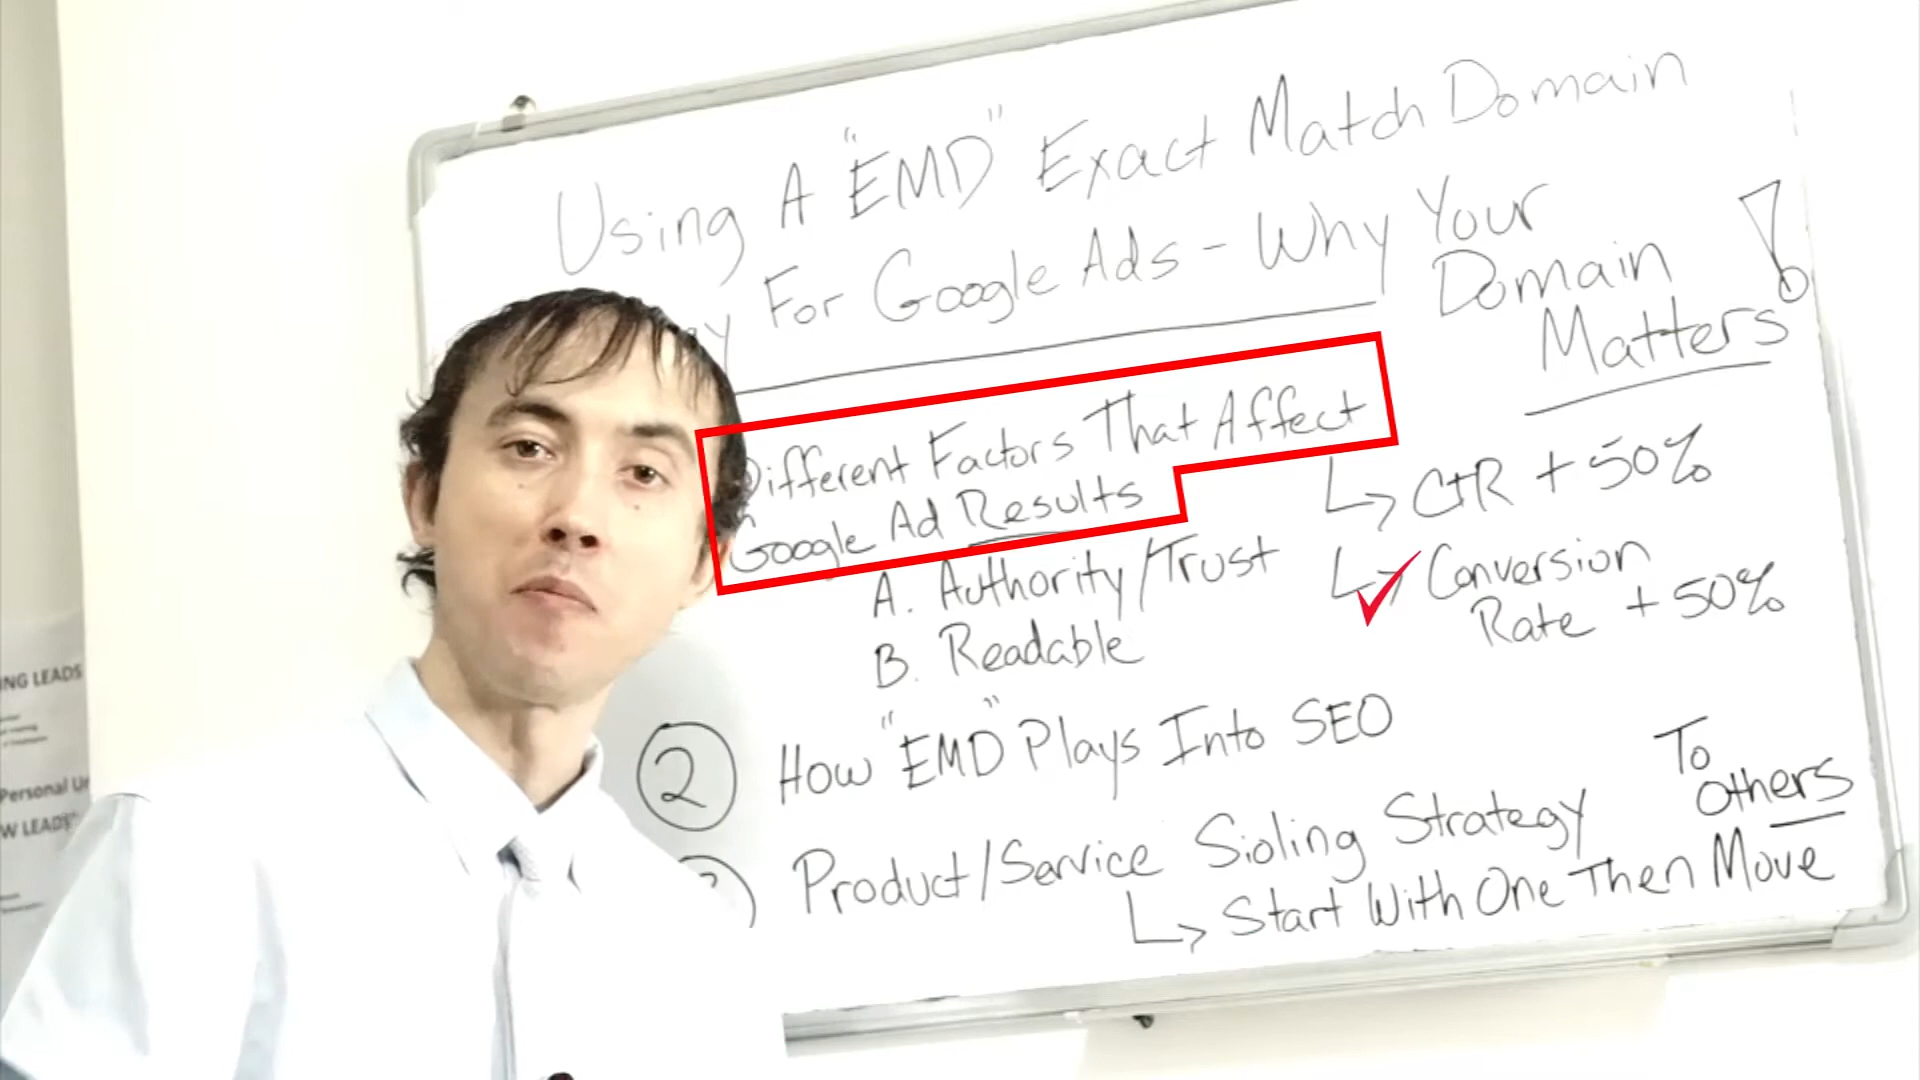 Using A "EMD" Exact Match Domain
For Google Ads - Why Your
Domain
Matters!
Different Factors That Affect
Google Ad Results
↳ CTR + 50%
↳ Conversion
Rate + 50%
A. Authority/Trust
B. Readable
2 How "EMD" Plays Into SEO
Product/Service Sioling Strategy
↳ Start With One Then Move
To
Others
NG LEADS
Personal
W LEADS"